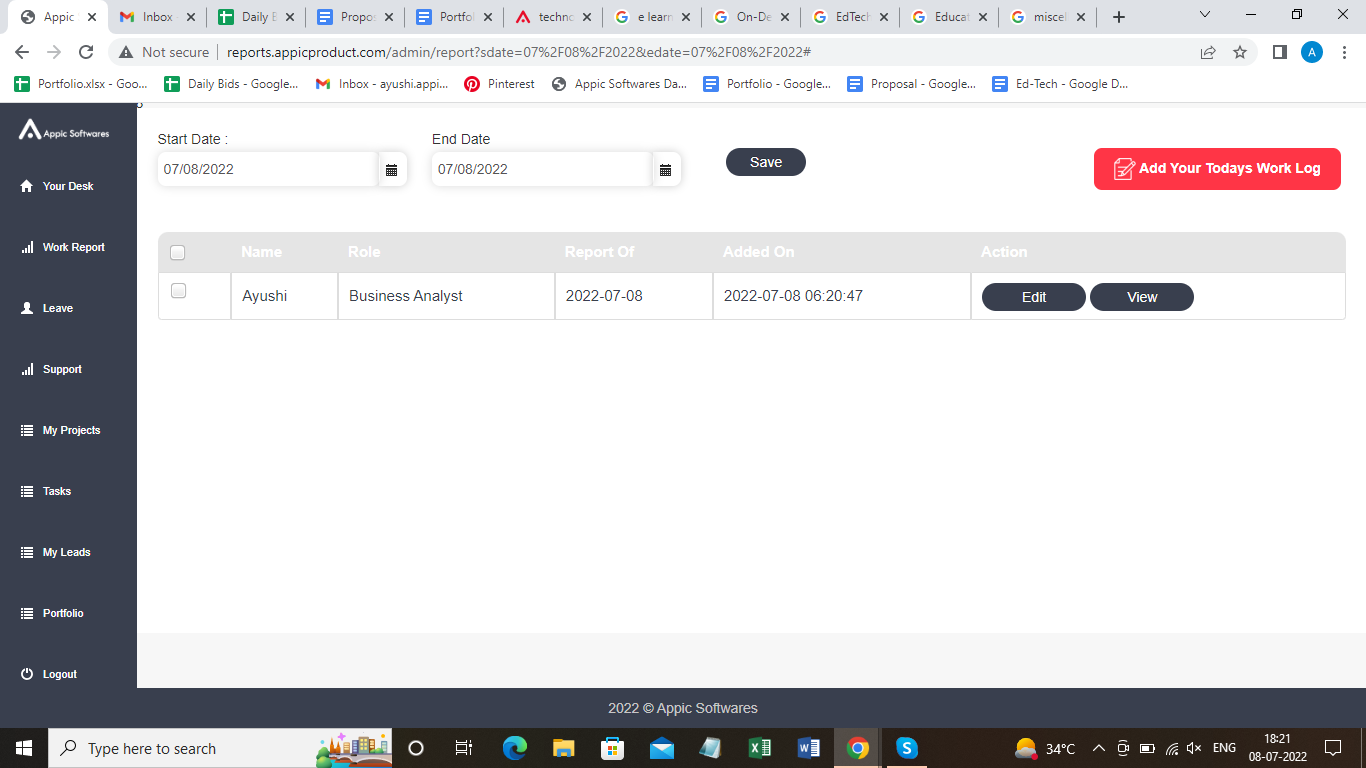 Appic
Inbox
Daily B
Propos
Portfol
techno
e learn
On-De
EdTech
Educat
miscell
Not secure
reports.appicproduct.com/admin/report?sdate=07%2F08%2F2022&edate=07%2F08%2F2022#
A
Portfolio.xlsx - Goo...
Daily Bids - Google...
Inbox - ayushi.appi...
Pinterest
Appic Softwares Da...
Portfolio - Google...
Proposal - Google...
Ed-Tech - Google D...
Appic Softwares
Your Desk
Work Report
Leave
Support
My Projects
Tasks
My Leads
Portfolio
Logout
Start Date :
End Date
07/08/2022
07/08/2022
Save
Add Your Todays Work Log
Name Role Report Of Added On Action
Ayushi Business Analyst 2022-07-08 2022-07-08 06:20:47 Edit View
2022 © Appic Softwares
Type here to search
34°C
ENG
18:21
08-07-2022